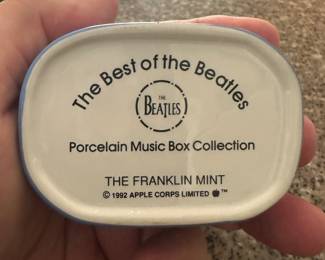 The Best of the Beatles
THE
BEATLES
Porcelain Music Box Collection
THE FRANKLIN MINT
© 1992 APPLE CORPS LIMITED ™